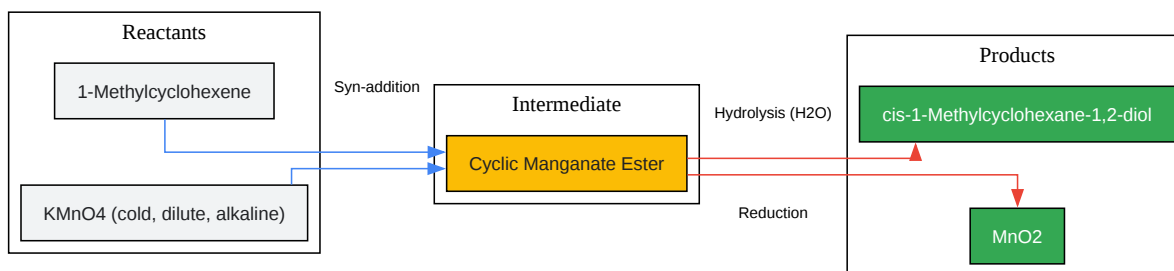 Reactants
1-Methylcyclohexene
KMnO4 (cold, dilute, alkaline)
Syn-addition
Intermediate
Cyclic Manganate Ester
Hydrolysis (H2O)
Reduction
Products
cis-1-Methylcyclohexane-1,2-diol
MnO2